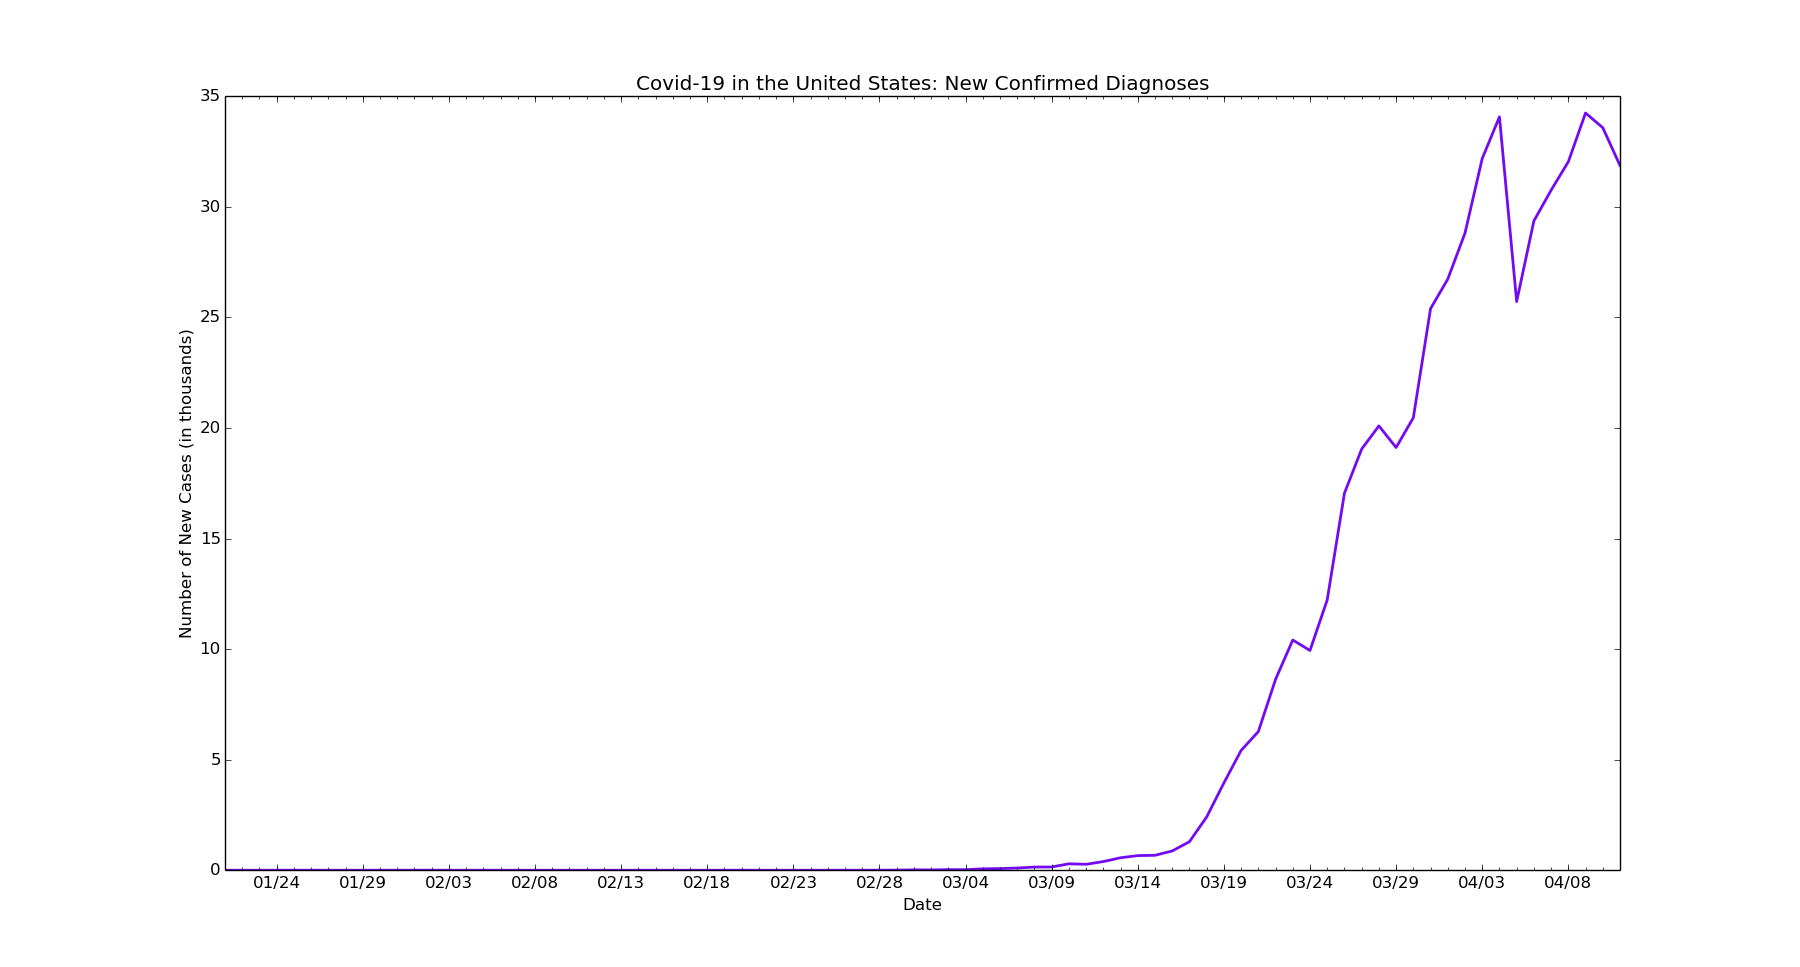 Covid-19 in the United States: New Confirmed Diagnoses
35
30
25
20
15
10
5
0
Number of New Cases (in thousands)
01/24 01/29 02/03 02/08 02/13 02/18 02/23 02/28 03/04 03/09 03/14 03/19 03/24 03/29 04/03 04/08
Date